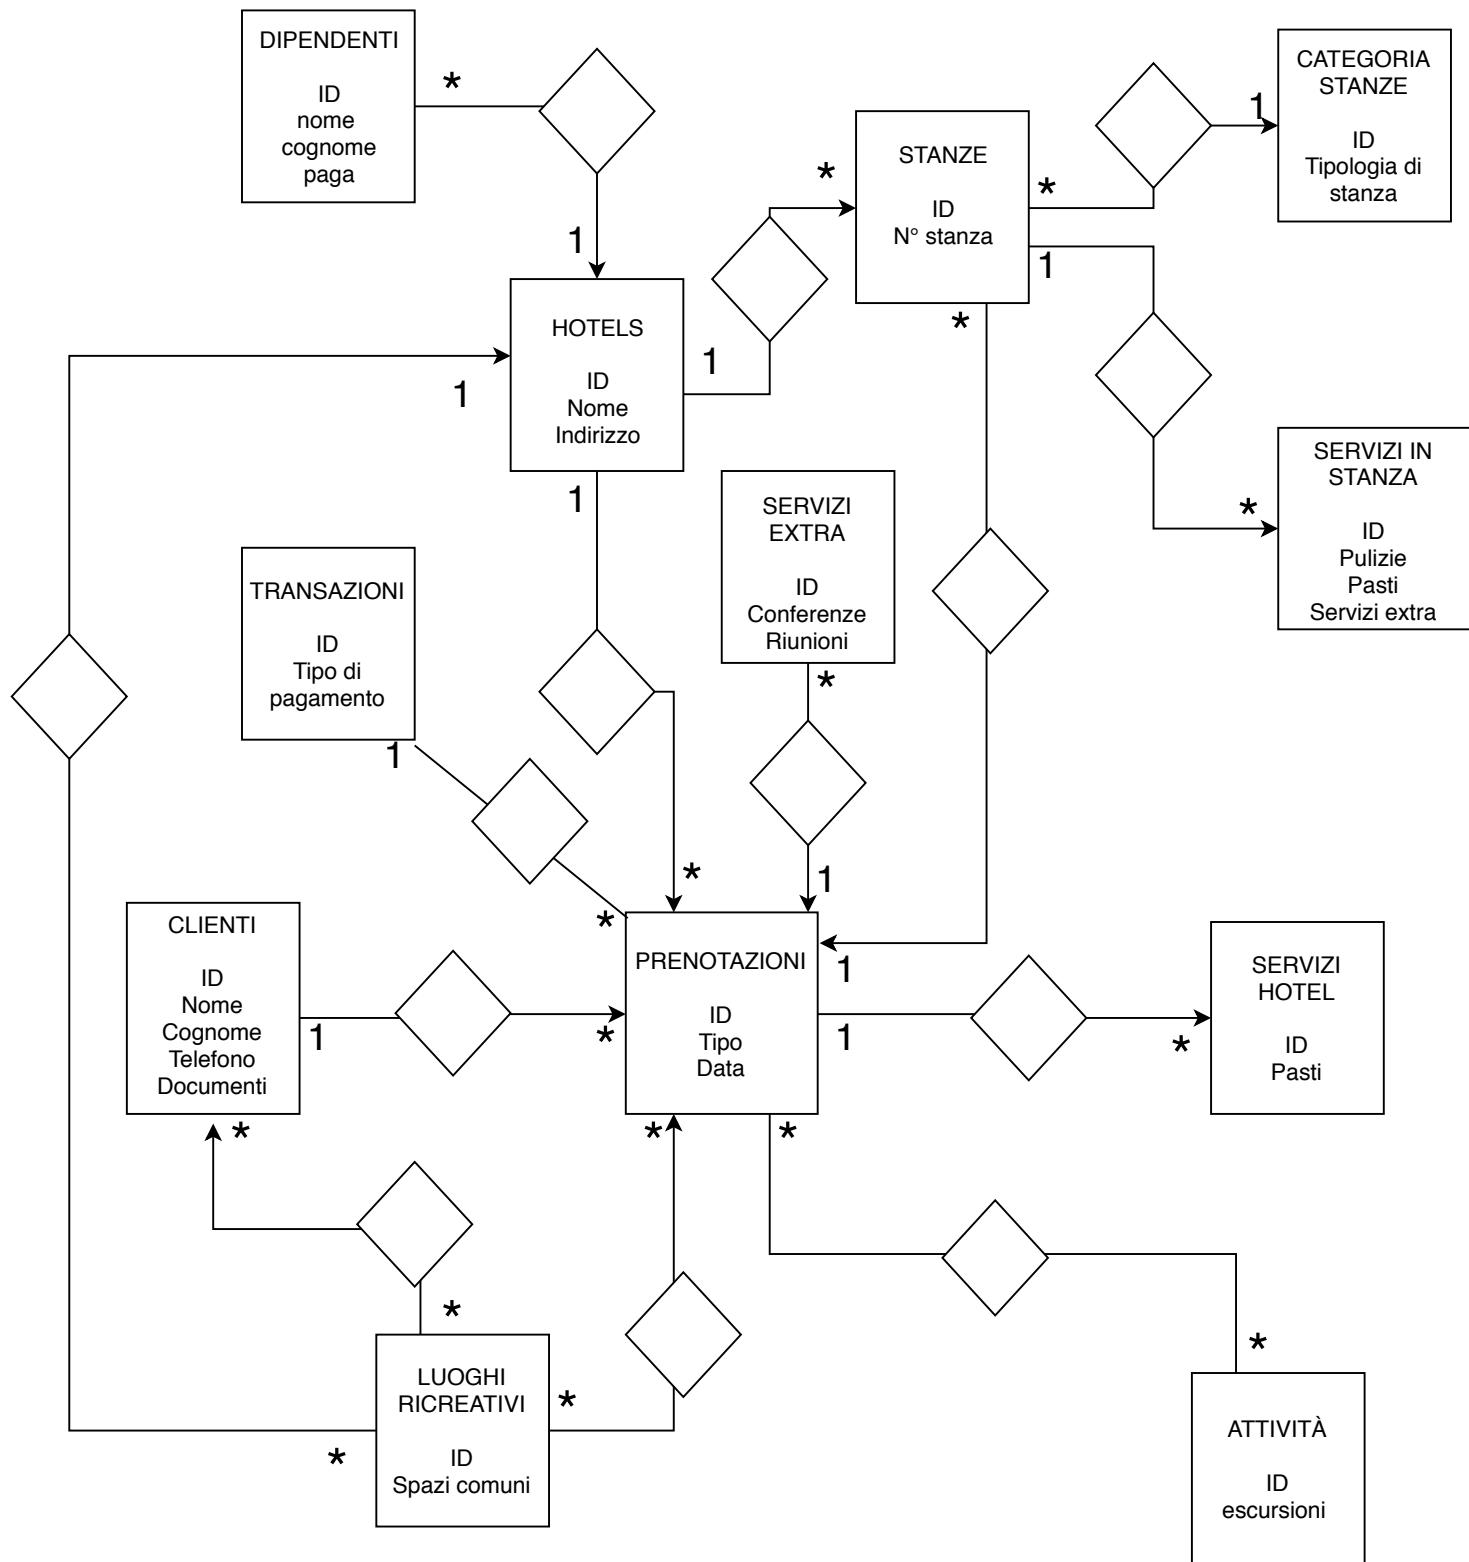 DIPENDENTI
ID
nome
cognome
paga
*
1
CATEGORIA
STANZE
ID
Tipologia di
stanza
1
STANZE
ID
N° stanza
*
*
1
*
HOTELS
ID
Nome
Indirizzo
1
1
1
SERVIZI IN
STANZA
ID
Pulizie
Pasti
Servizi extra
*
SERVIZI
EXTRA
ID
Conferenze
Riunioni
*
1
TRANSAZIONI
ID
Tipo di
pagamento
1
*
*
CLIENTI
ID
Nome
Cognome
Telefono
Documenti
1
*
*
PRENOTAZIONI
ID
Tipo
Data
1
1
*
*
SERVIZI
HOTEL
ID
Pasti
*
LUOGHI
RICREATIVI
ID
Spazi comuni
*
*
*
ATTIVITÀ
ID
escursioni
*